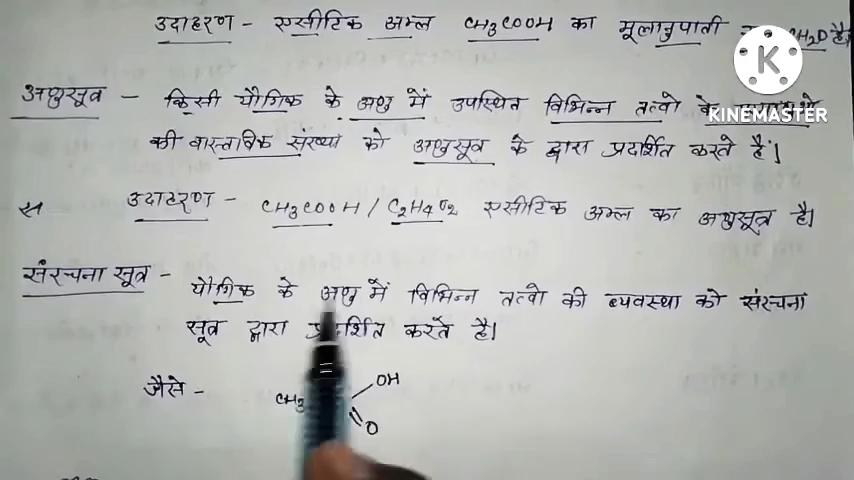 उदाहरण - एसीटिक अम्ल CH3COOH का मूलानुपाती CH2O है।
K
KINEMASTER
अणुसूत्र - किसी यौगिक के अणु में उपस्थित विभिन्न तत्वो के
की वास्तविक संख्या को अणुसूत्र के द्वारा प्रदर्शित करते है।
उदाहरण - CH3COOH / C2H4O2 एसीटिक अम्ल का अणुसूत्र है।
संरचना सूत्र - यौगिक के अणु में विभिन्न तत्वो की व्यवस्था को संरचना
सूत्र द्वारा प्रदर्शित करते है।
जैसे - CH3 OH
O